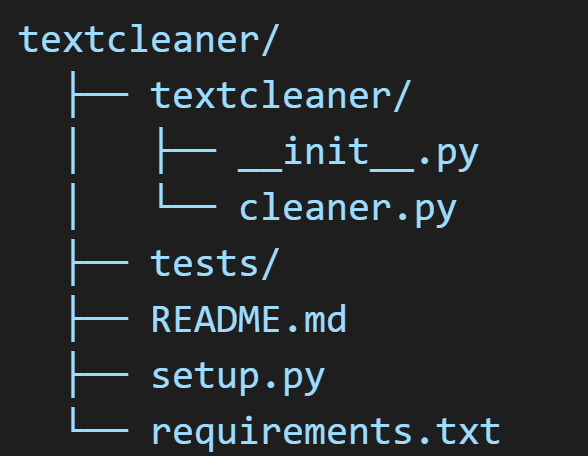 textcleaner/
├── textcleaner/
│   ├── __init__.py
│   └── cleaner.py
├── tests/
├── README.md
├── setup.py
└── requirements.txt